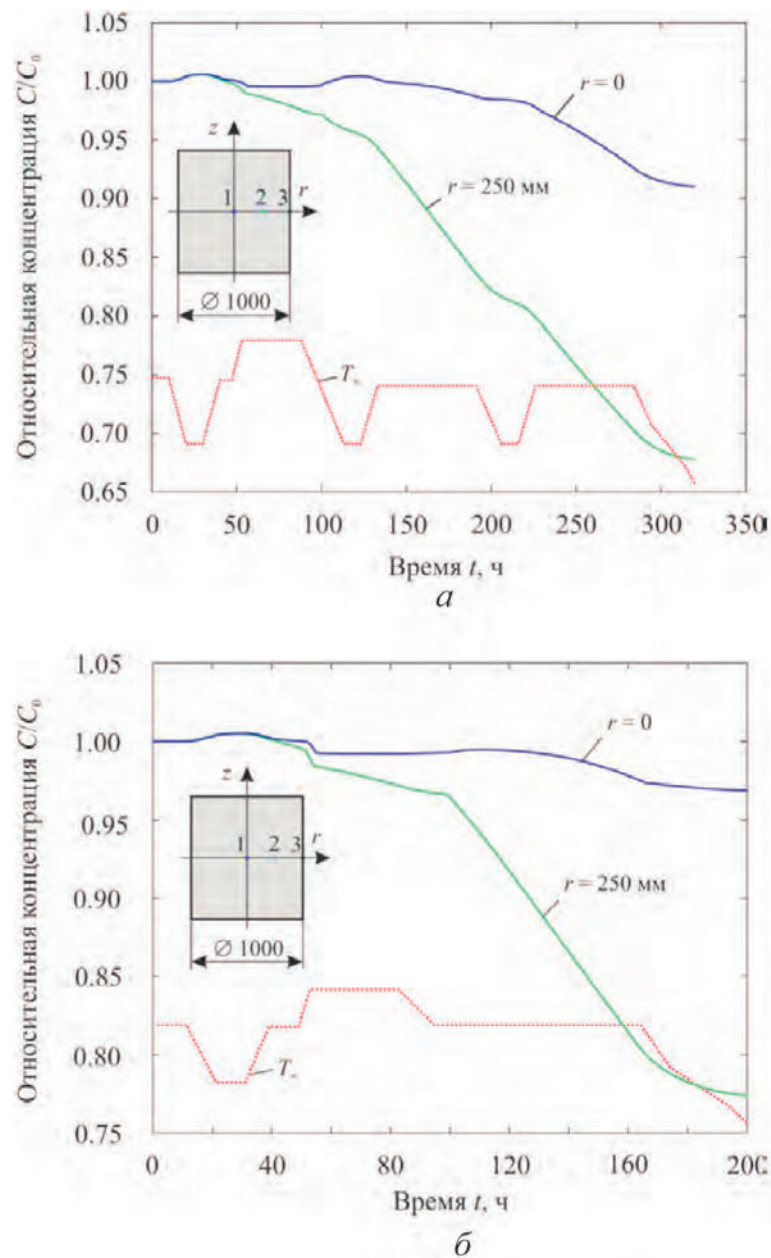 1.05
1.00
0.95
0.90
0.85
0.80
0.75
0.70
0.65
Относительная концентрация C/C₀
r = 0
r = 250 мм
z
1 2 3 r
Ø 1000
T∞
0 50 100 150 200 250 300 350
Время t, ч
а
1.05
1.00
0.95
0.90
0.85
0.80
0.75
Относительная концентрация C/C₀
r = 0
r = 250 мм
z
1 2 3 r
Ø 1000
T∞
0 40 80 120 160 200
Время t, ч
б